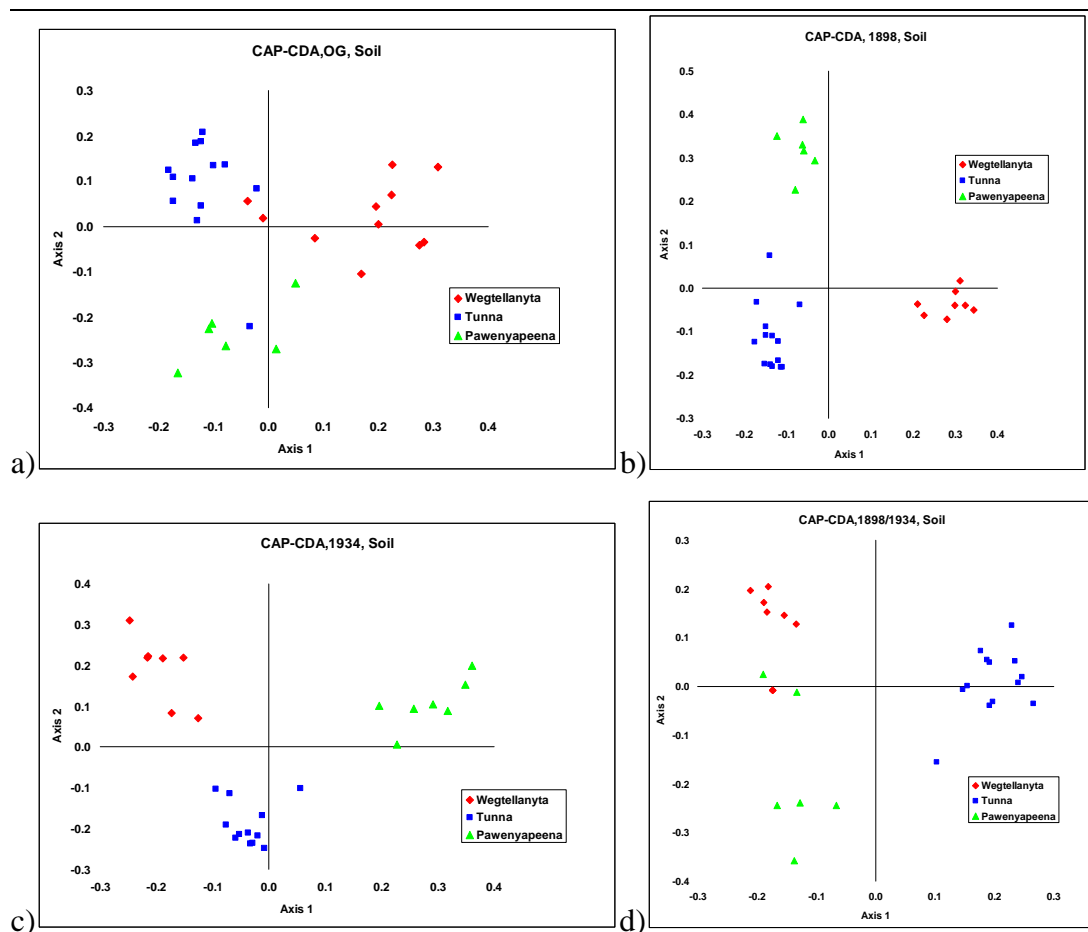 CAP-CDA,OG, Soil
0.3
0.2
0.1
0.0
-0.1
-0.2
-0.3
-0.4
-0.3 -0.2 -0.1 0.0 0.1 0.2 0.3 0.4
Axis 1
Axis 2
Wegtellanyta
Tunna
Pawenyapeena
a)
CAP-CDA, 1898, Soil
0.5
0.4
0.3
0.2
0.1
0.0
-0.1
-0.2
-0.3
-0.3 -0.2 -0.1 0.0 0.1 0.2 0.3 0.4
Axis 1
Axis 2
Wegtellanyta
Tunna
Pawenyapeena
b)
CAP-CDA,1934, Soil
0.4
0.3
0.2
0.1
0.0
-0.1
-0.2
-0.3
-0.3 -0.2 -0.1 0.0 0.1 0.2 0.3 0.4
Axis 1
Axis 2
Wegtellanyta
Tunna
Pawenyapeena
c)
CAP-CDA,1898/1934, Soil
0.3
0.2
0.1
0.0
-0.1
-0.2
-0.3
-0.4
-0.3 -0.2 -0.1 0.0 0.1 0.2 0.3
Axis 1
Axis 2
Wegtellanyta
Tunna
Pawenyapeena
d)